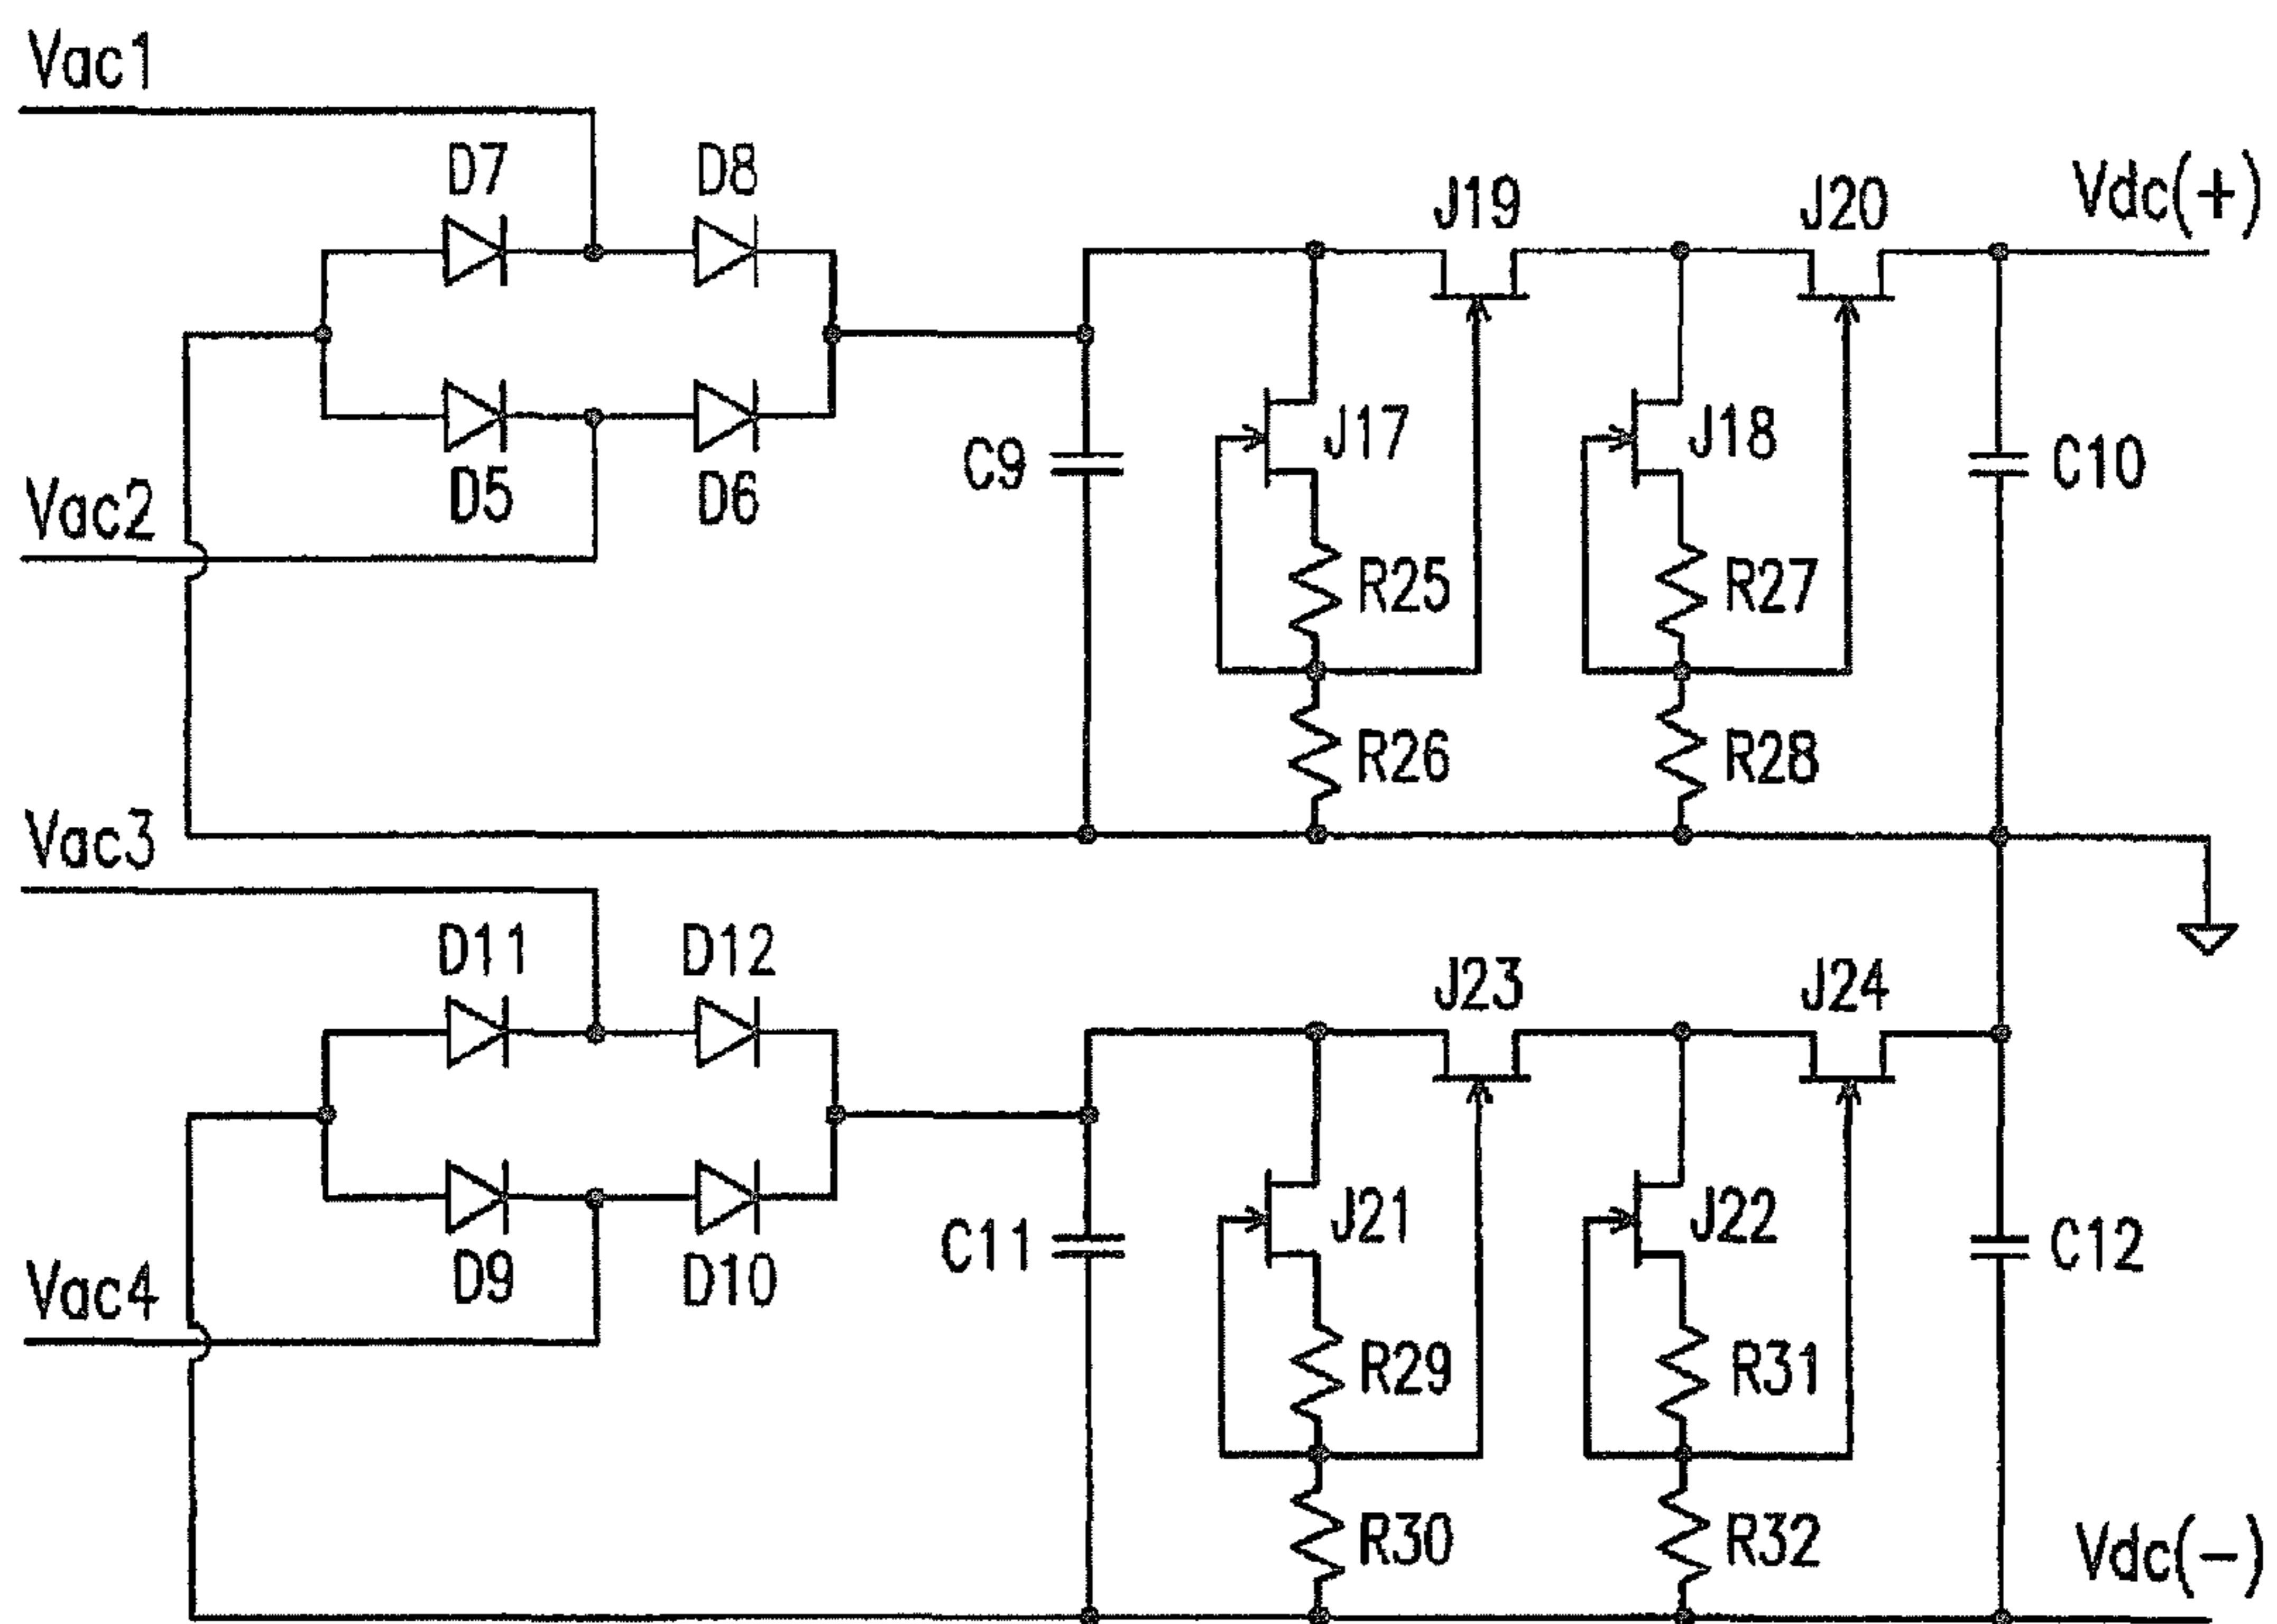 Vac1
D7
D8
J19
J20
Vdc(+)
J17
J18
C9
C10
Vac2
D5
D6
R25
R27
R26
R28
Vac3
D11
D12
J23
J24
J21
J22
C11
C12
Vac4
D9
D10
R29
R31
R30
R32
Vdc(-)